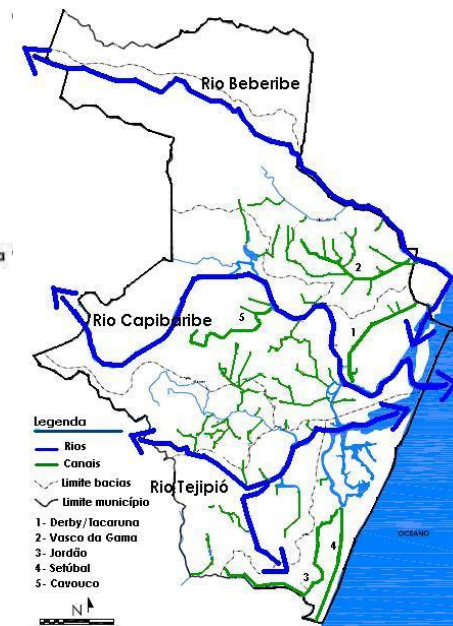 Rio Beberibe
a
2
Rio Capibaribe
5
1
Legenda
Rios
Canais
Limite bacias
Limite município
1- Derby/Tacaruna
2- Vasco da Gama
3- Jordão
4- Setúbal
5- Cavouco
Rio Tejipió
OCEANO
4
3
N